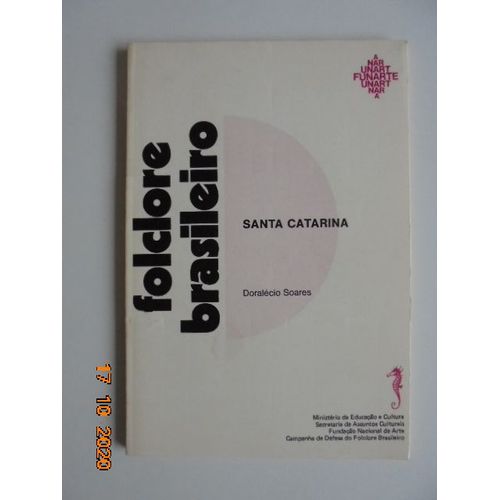 A
NAR
UNART
FUNARTE
UNART
NAR
A
folclore
brasileiro
SANTA CATARINA
Doralécio Soares
Ministério da Educação e Cultura
Secretaria de Assuntos Culturais
Fundação Nacional de Arte
Campanha de Defesa do Folclore Brasileiro
17 10 2020